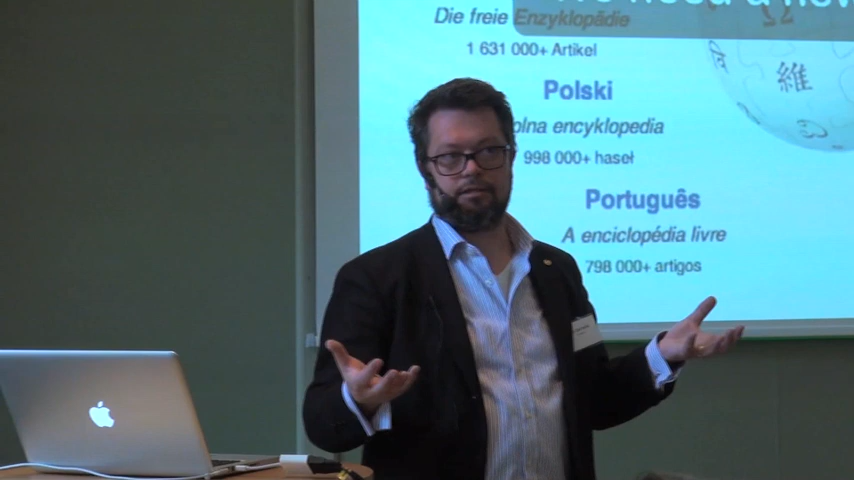 Die freie Enzyklopädie
1 631 000+ Artikel
Polski
olna encyklopedia
998 000+ haseł
Português
A enciclopédia livre
798 000+ artigos
Ω
維